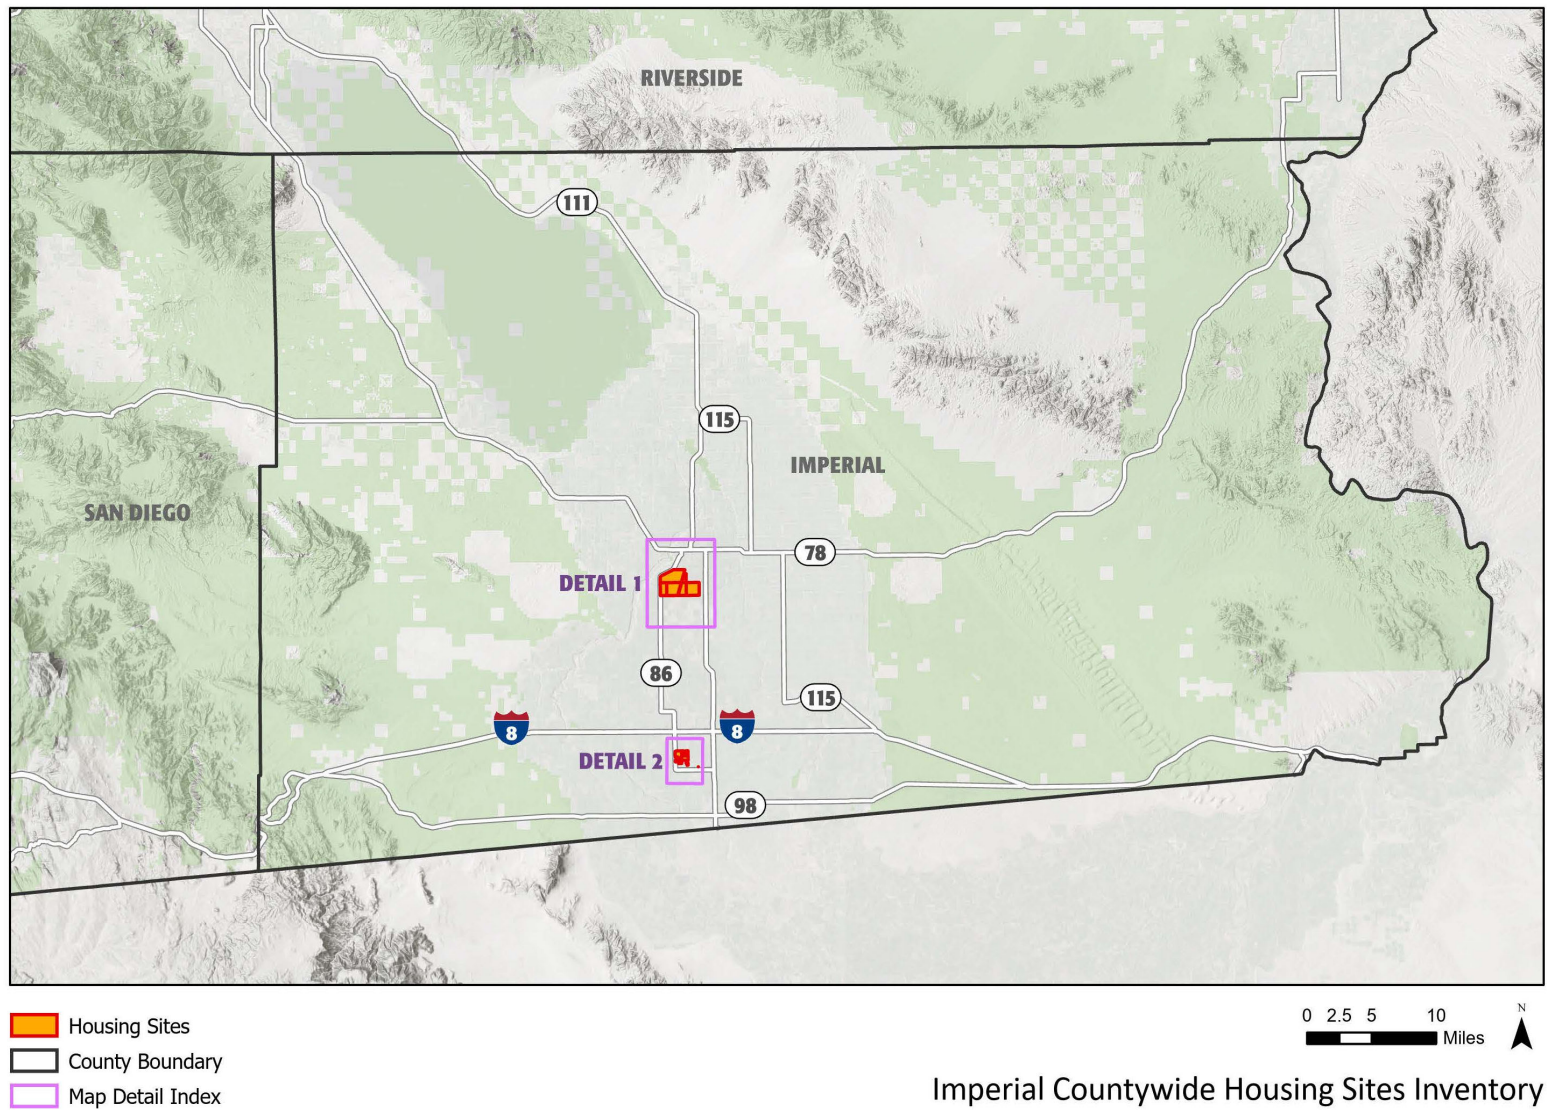 RIVERSIDE
111
115
IMPERIAL
SAN DIEGO
78
DETAIL 1
86
115
8
8
DETAIL 2
98
Housing Sites
County Boundary
Map Detail Index
0 2.5 5 10
Miles
N
Imperial Countywide Housing Sites Inventory